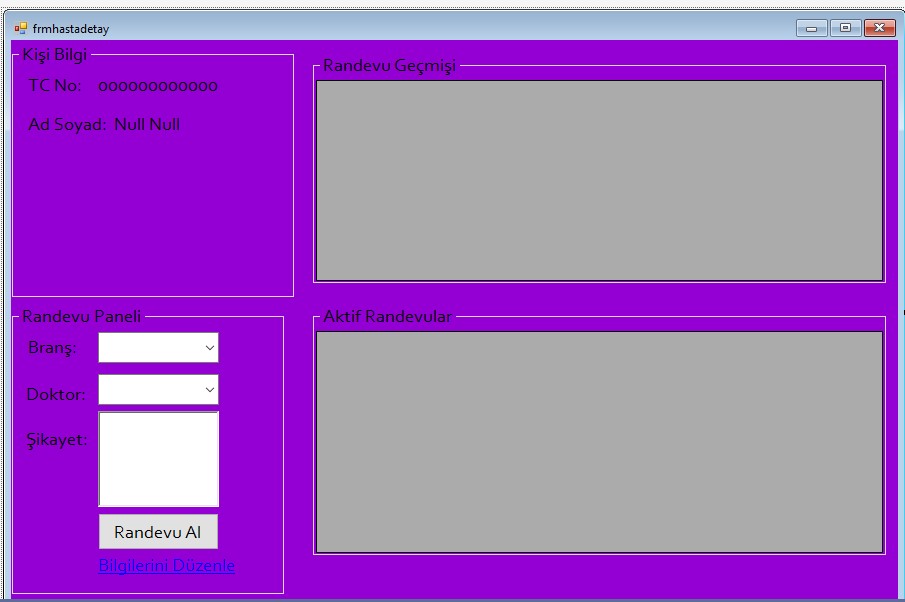 frmhastadetay
Kişi Bilgi
TC No: 000000000000
Ad Soyad: Null Null
Randevu Geçmişi
Randevu Paneli
Branş:
Doktor:
Şikayet:
Randevu Al
Bilgilerini Düzenle
Aktif Randevular